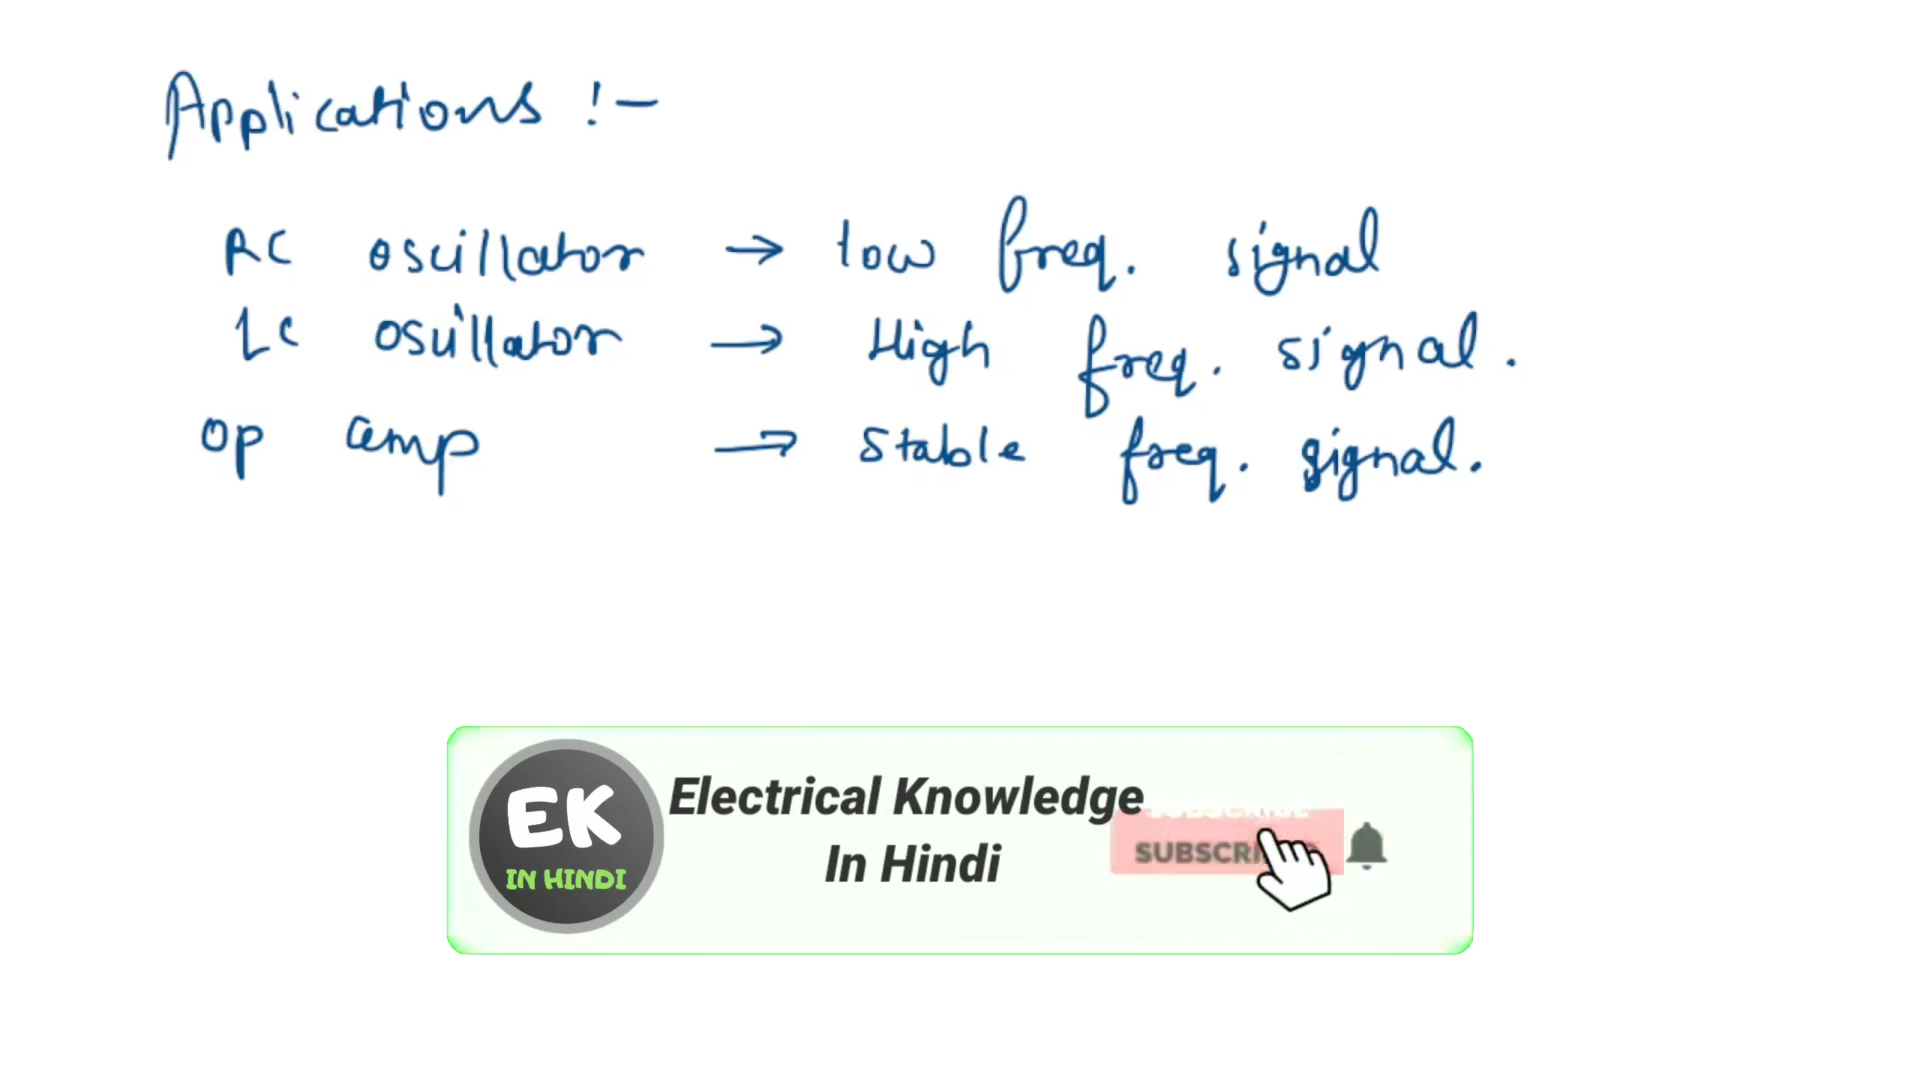 Applications :-
RC oscillator → low freq. signal
LC oscillator → High freq. signal.
Op amp → Stable freq. signal.
EK
IN HINDI
Electrical Knowledge
In Hindi